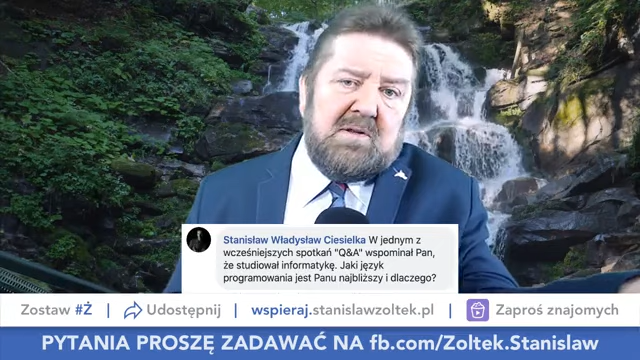 Stanisław Władysław Ciesielka W jednym z
wcześniejszych spotkań "Q&A" wspominał Pan,
że studiował informatykę. Jaki język
programowania jest Panu najbliższy i dlaczego?
Zostaw #Ż | Udostępnij | wspieraj.stanislawzoltek.pl | Zaproś znajomych
PYTANIA PROSZĘ ZADAWAĆ NA fb.com/Zoltek.Stanislaw